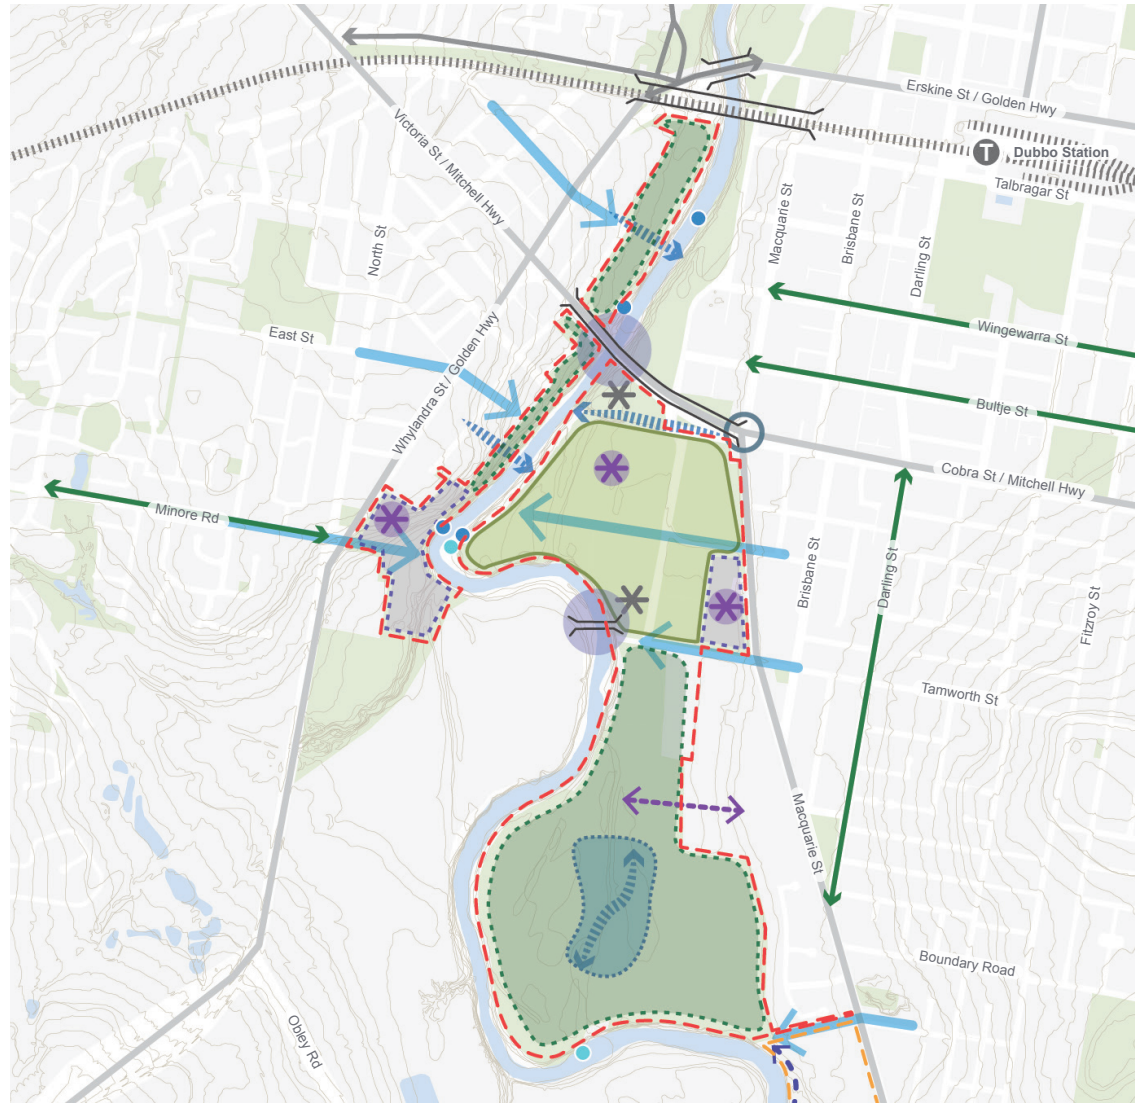 Erskine St / Golden Hwy
Victoria St / Mitchell Hwy
T
Dubbo Station
Talbragar St
Macquarie St
Brisbane St
Darling St
North St
East St
Whylandra St / Golden Hwy
Wingewarra St
Bultje St
Cobra St / Mitchell Hwy
Minore Rd
Brisbane St
Darling St
Fitzroy St
Tamworth St
Macquarie St
Boundary Road
Obley Rd